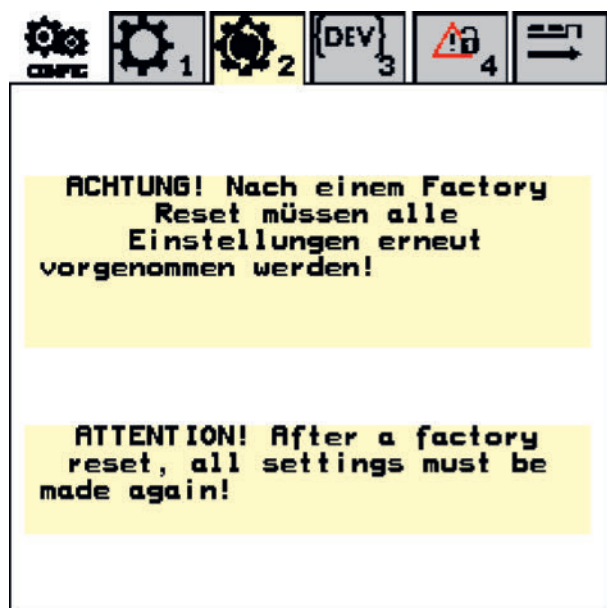 CONFIG
1
2
{DEV}
3
4
ACHTUNG! Nach einem Factory
Reset müssen alle
Einstellungen erneut
vorgenommen werden!
ATTENTION! After a factory
reset, all settings must be
made again!